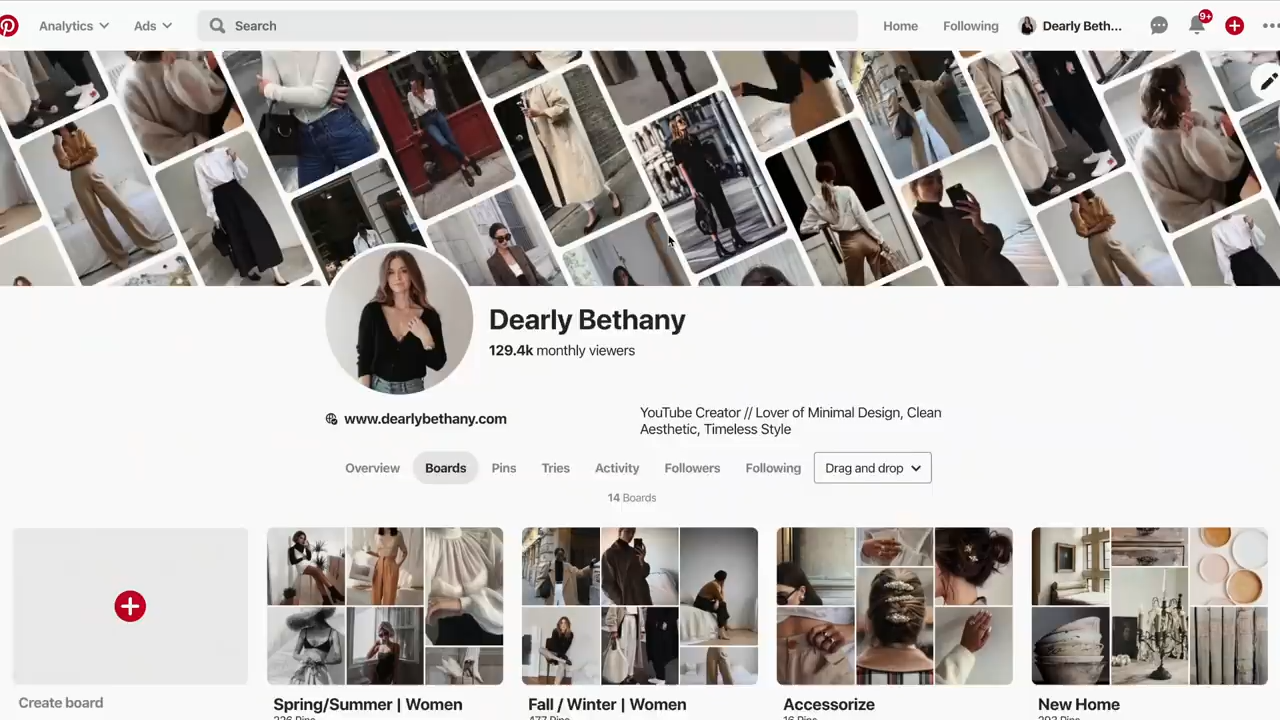 Analytics
Ads
Search
Home
Following
Dearly Beth...
9+
Dearly Bethany
129.4k monthly viewers
www.dearlybethany.com
YouTube Creator // Lover of Minimal Design, Clean
Aesthetic, Timeless Style
Overview
Boards
Pins
Tries
Activity
Followers
Following
Drag and drop
14 Boards
Create board
Spring/Summer | Women
Fall / Winter | Women
Accessorize
New Home